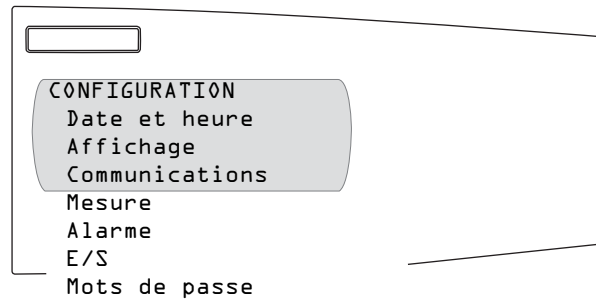 CONFIGURATION
Date et heure
Affichage
Communications
Mesure
Alarme
E/S
Mots de passe